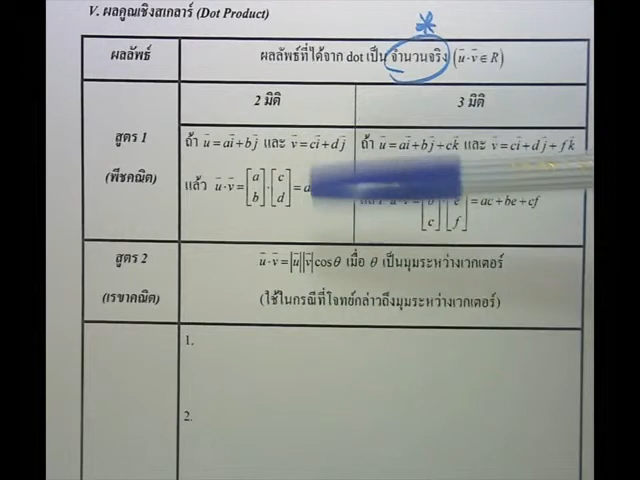 V. ผลคูณเชิงสเกลาร์ (Dot Product)
ผลลัพธ์
ผลลัพธ์ที่ได้จาก dot เป็น จำนวนจริง (u̅·v̅∈R)
2 มิติ
3 มิติ
สูตร 1
(พีชคณิต)
ถ้า u̅=ai̅+bj̅ และ v̅=ci̅+dj̅
แล้ว u̅·v̅=[a b]·[c d]=a
ถ้า u̅=ai̅+bj̅+ck̅ และ v̅=ci̅+dj̅+fk̅
=ac+be+cf
สูตร 2
(เรขาคณิต)
u̅·v̅=|u̅||v̅|cosθ เมื่อ θ เป็นมุมระหว่างเวกเตอร์
(ใช้ในกรณีที่โจทย์กล่าวถึงมุมระหว่างเวกเตอร์)
1.
2.